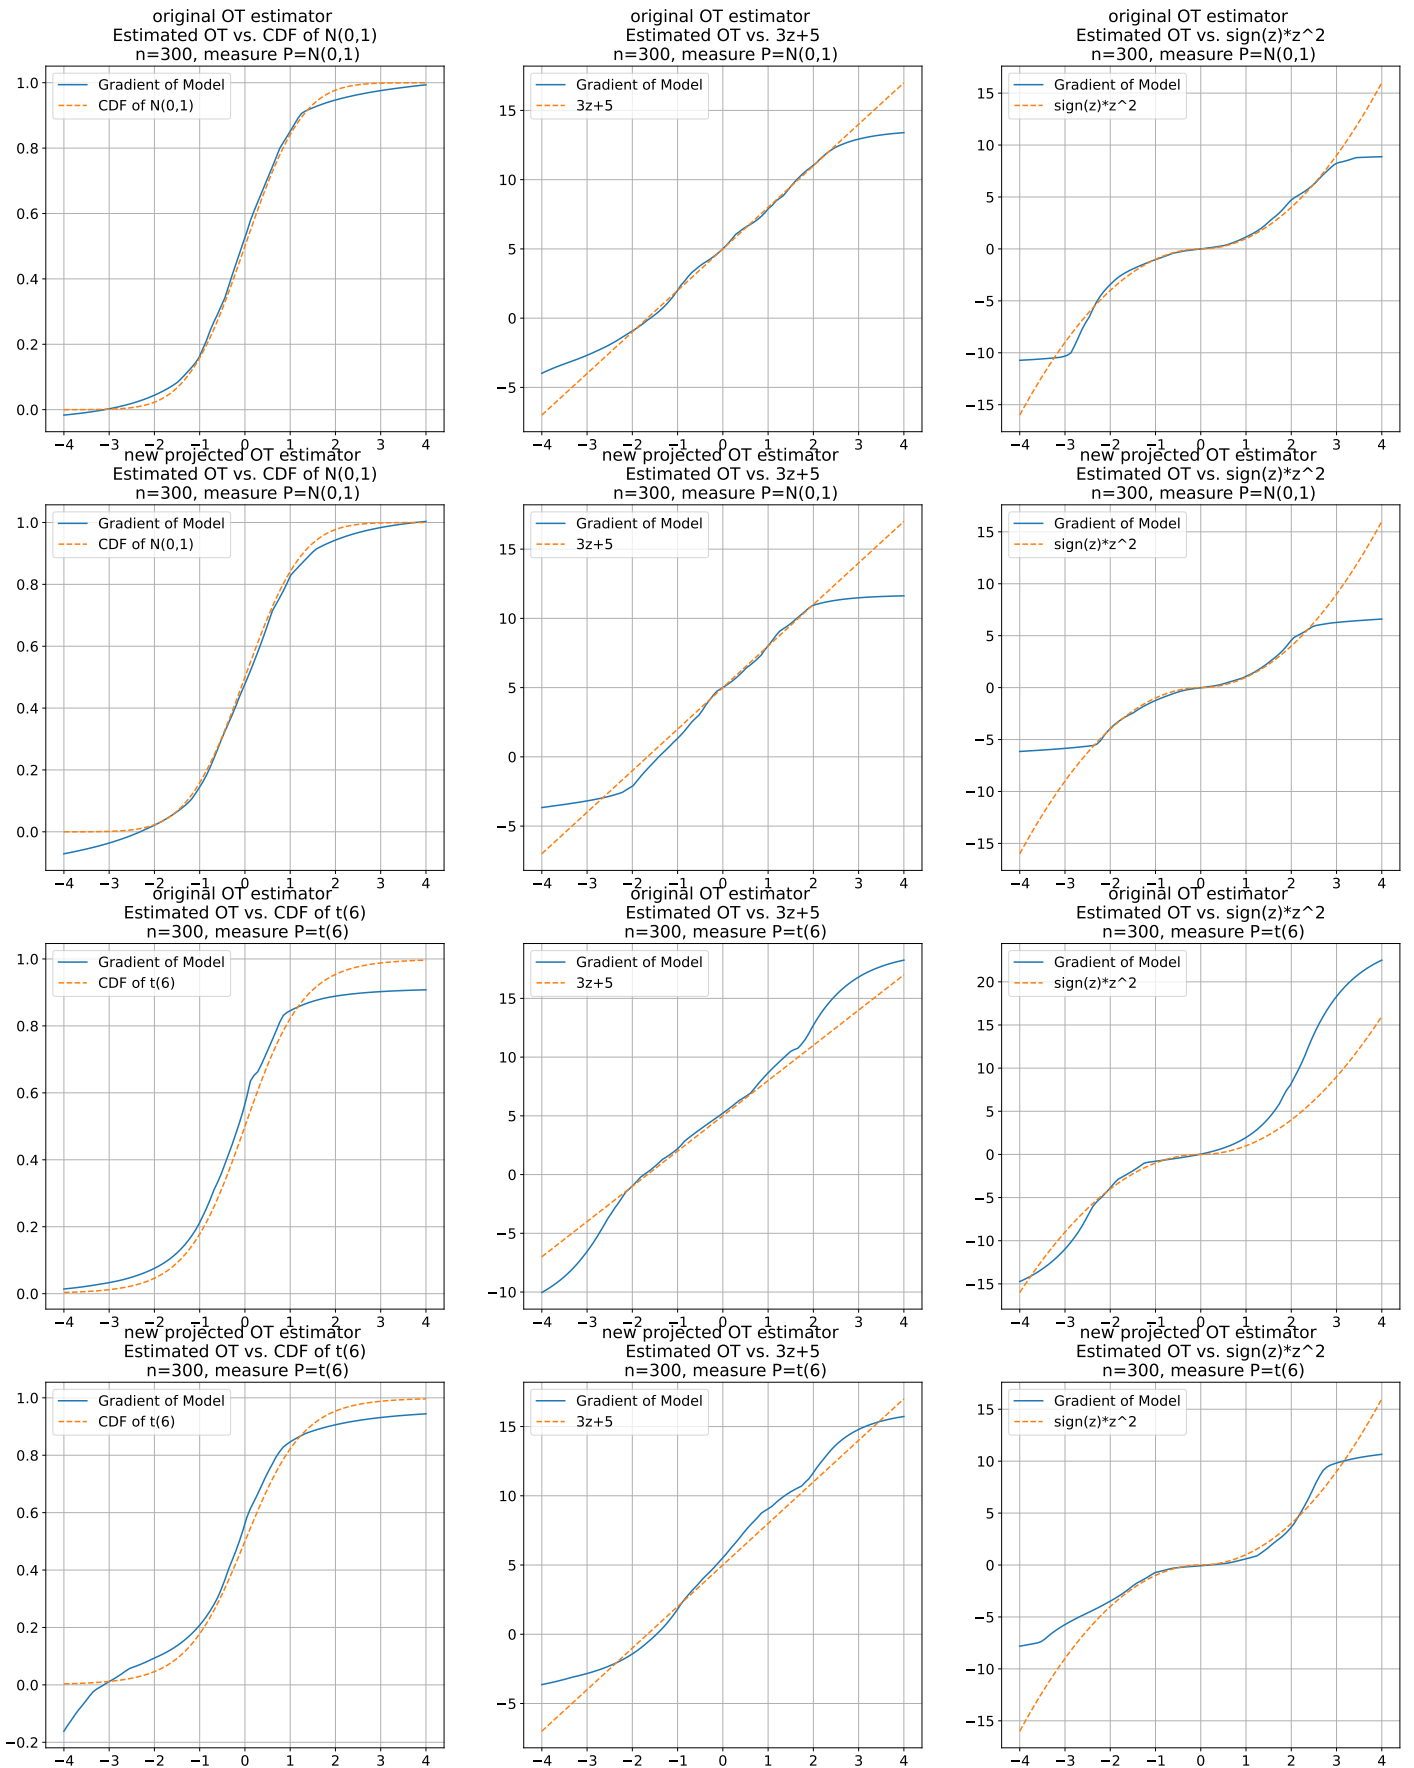 original OT estimator
Estimated OT vs. CDF of N(0,1)
n=300, measure P=N(0,1)
Gradient of Model
CDF of N(0,1)
1.0
0.8
0.6
0.4
0.2
0.0
−4 −3 −2 −1 0 1 2 3 4
original OT estimator
Estimated OT vs. 3z+5
n=300, measure P=N(0,1)
Gradient of Model
3z+5
15
10
5
0
−5
−4 −3 −2 −1 0 1 2 3 4
original OT estimator
Estimated OT vs. sign(z)*z^2
n=300, measure P=N(0,1)
Gradient of Model
sign(z)*z^2
15
10
5
0
−5
−10
−15
−4 −3 −2 −1 0 1 2 3 4
new projected OT estimator
Estimated OT vs. CDF of N(0,1)
n=300, measure P=N(0,1)
Gradient of Model
CDF of N(0,1)
1.0
0.8
0.6
0.4
0.2
0.0
−4 −3 −2 −1 0 1 2 3 4
new projected OT estimator
Estimated OT vs. 3z+5
n=300, measure P=N(0,1)
Gradient of Model
3z+5
15
10
5
0
−5
−4 −3 −2 −1 0 1 2 3 4
new projected OT estimator
Estimated OT vs. sign(z)*z^2
n=300, measure P=N(0,1)
Gradient of Model
sign(z)*z^2
15
10
5
0
−5
−10
−15
−4 −3 −2 −1 0 1 2 3 4
original OT estimator
Estimated OT vs. CDF of t(6)
n=300, measure P=t(6)
Gradient of Model
CDF of t(6)
1.0
0.8
0.6
0.4
0.2
0.0
−4 −3 −2 −1 0 1 2 3 4
original OT estimator
Estimated OT vs. 3z+5
n=300, measure P=t(6)
Gradient of Model
3z+5
15
10
5
0
−5
−10
−4 −3 −2 −1 0 1 2 3 4
original OT estimator
Estimated OT vs. sign(z)*z^2
n=300, measure P=t(6)
Gradient of Model
sign(z)*z^2
20
15
10
5
0
−5
−10
−15
−4 −3 −2 −1 0 1 2 3 4
new projected OT estimator
Estimated OT vs. CDF of t(6)
n=300, measure P=t(6)
Gradient of Model
CDF of t(6)
1.0
0.8
0.6
0.4
0.2
0.0
−0.2
−4 −3 −2 −1 0 1 2 3 4
new projected OT estimator
Estimated OT vs. 3z+5
n=300, measure P=t(6)
Gradient of Model
3z+5
15
10
5
0
−5
−4 −3 −2 −1 0 1 2 3 4
new projected OT estimator
Estimated OT vs. sign(z)*z^2
n=300, measure P=t(6)
Gradient of Model
sign(z)*z^2
15
10
5
0
−5
−10
−15
−4 −3 −2 −1 0 1 2 3 4